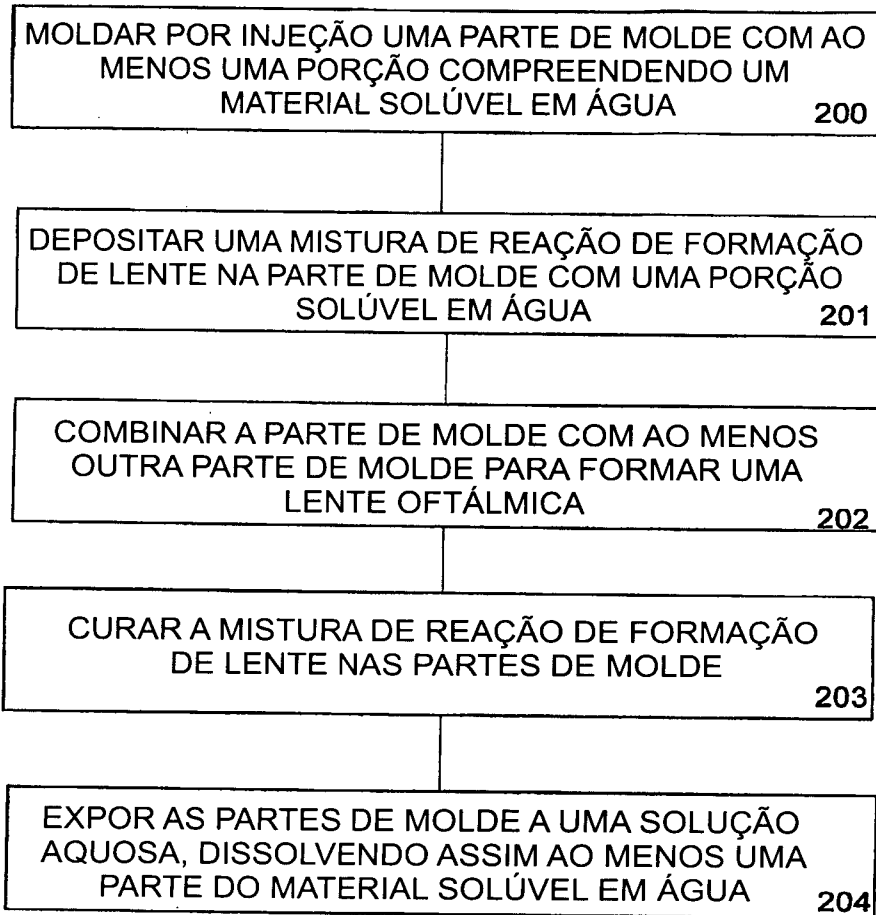 MOLDAR POR INJEÇÃO UMA PARTE DE MOLDE COM AO
MENOS UMA PORÇÃO COMPREENDENDO UM
MATERIAL SOLÚVEL EM ÁGUA 200
DEPOSITAR UMA MISTURA DE REAÇÃO DE FORMAÇÃO
DE LENTE NA PARTE DE MOLDE COM UMA PORÇÃO
SOLÚVEL EM ÁGUA 201
COMBINAR A PARTE DE MOLDE COM AO MENOS
OUTRA PARTE DE MOLDE PARA FORMAR UMA
LENTE OFTÁLMICA 202
CURAR A MISTURA DE REAÇÃO DE FORMAÇÃO
DE LENTE NAS PARTES DE MOLDE
203
EXPOR AS PARTES DE MOLDE A UMA SOLUÇÃO
AQUOSA, DISSOLVENDO ASSIM AO MENOS UMA
PARTE DO MATERIAL SOLÚVEL EM ÁGUA 204